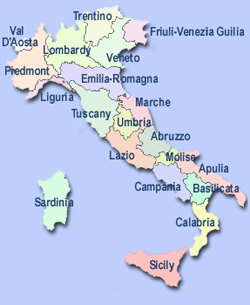 Trentino
Friuli-Venezia Guilia
Val
D'Aosta
Lombardy
Veneto
Piedmont
Emilia-Romagna
Liguria
Marche
Tuscany
Umbria
Abruzzo
Lazio
Molise
Apulia
Campania
Basilicata
Sardinia
Calabria
Sicily